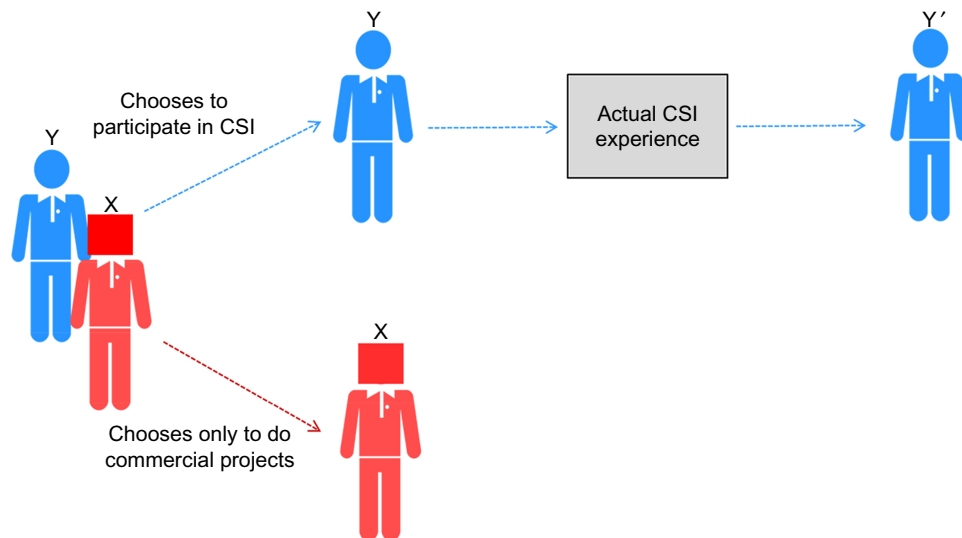 Y
Y
Y′
Chooses to
participate in CSI
Actual CSI
experience
Y
X
X
Chooses only to do
commercial projects